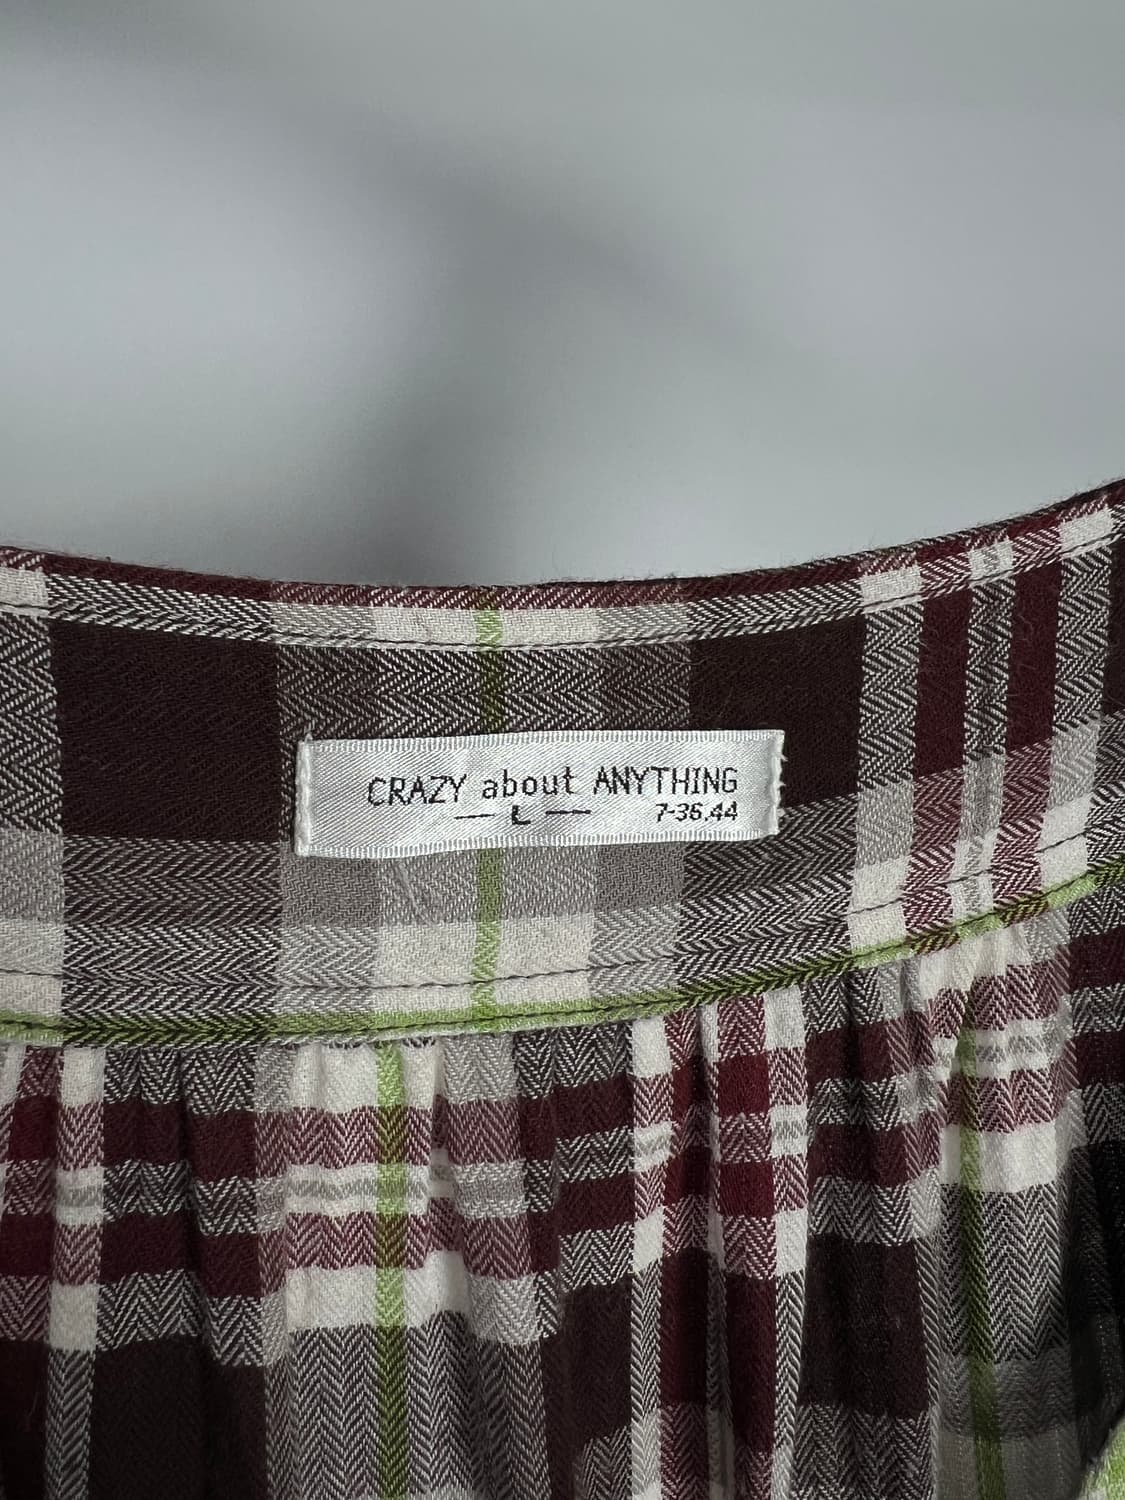 CRAZY about ANYTHING
— L — 7-36.44